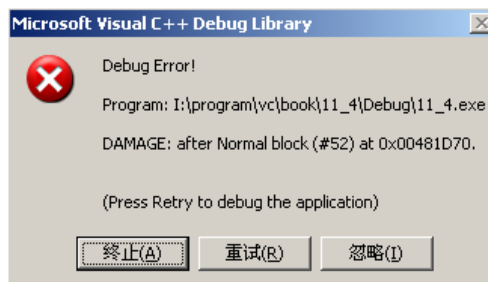 Microsoft Visual C++ Debug Library
Debug Error!
Program: I:\program\vc\book\11_4\Debug\11_4.exe
DAMAGE: after Normal block (#52) at 0x00481D70.
(Press Retry to debug the application)
终止(A) 重试(R) 忽略(I)